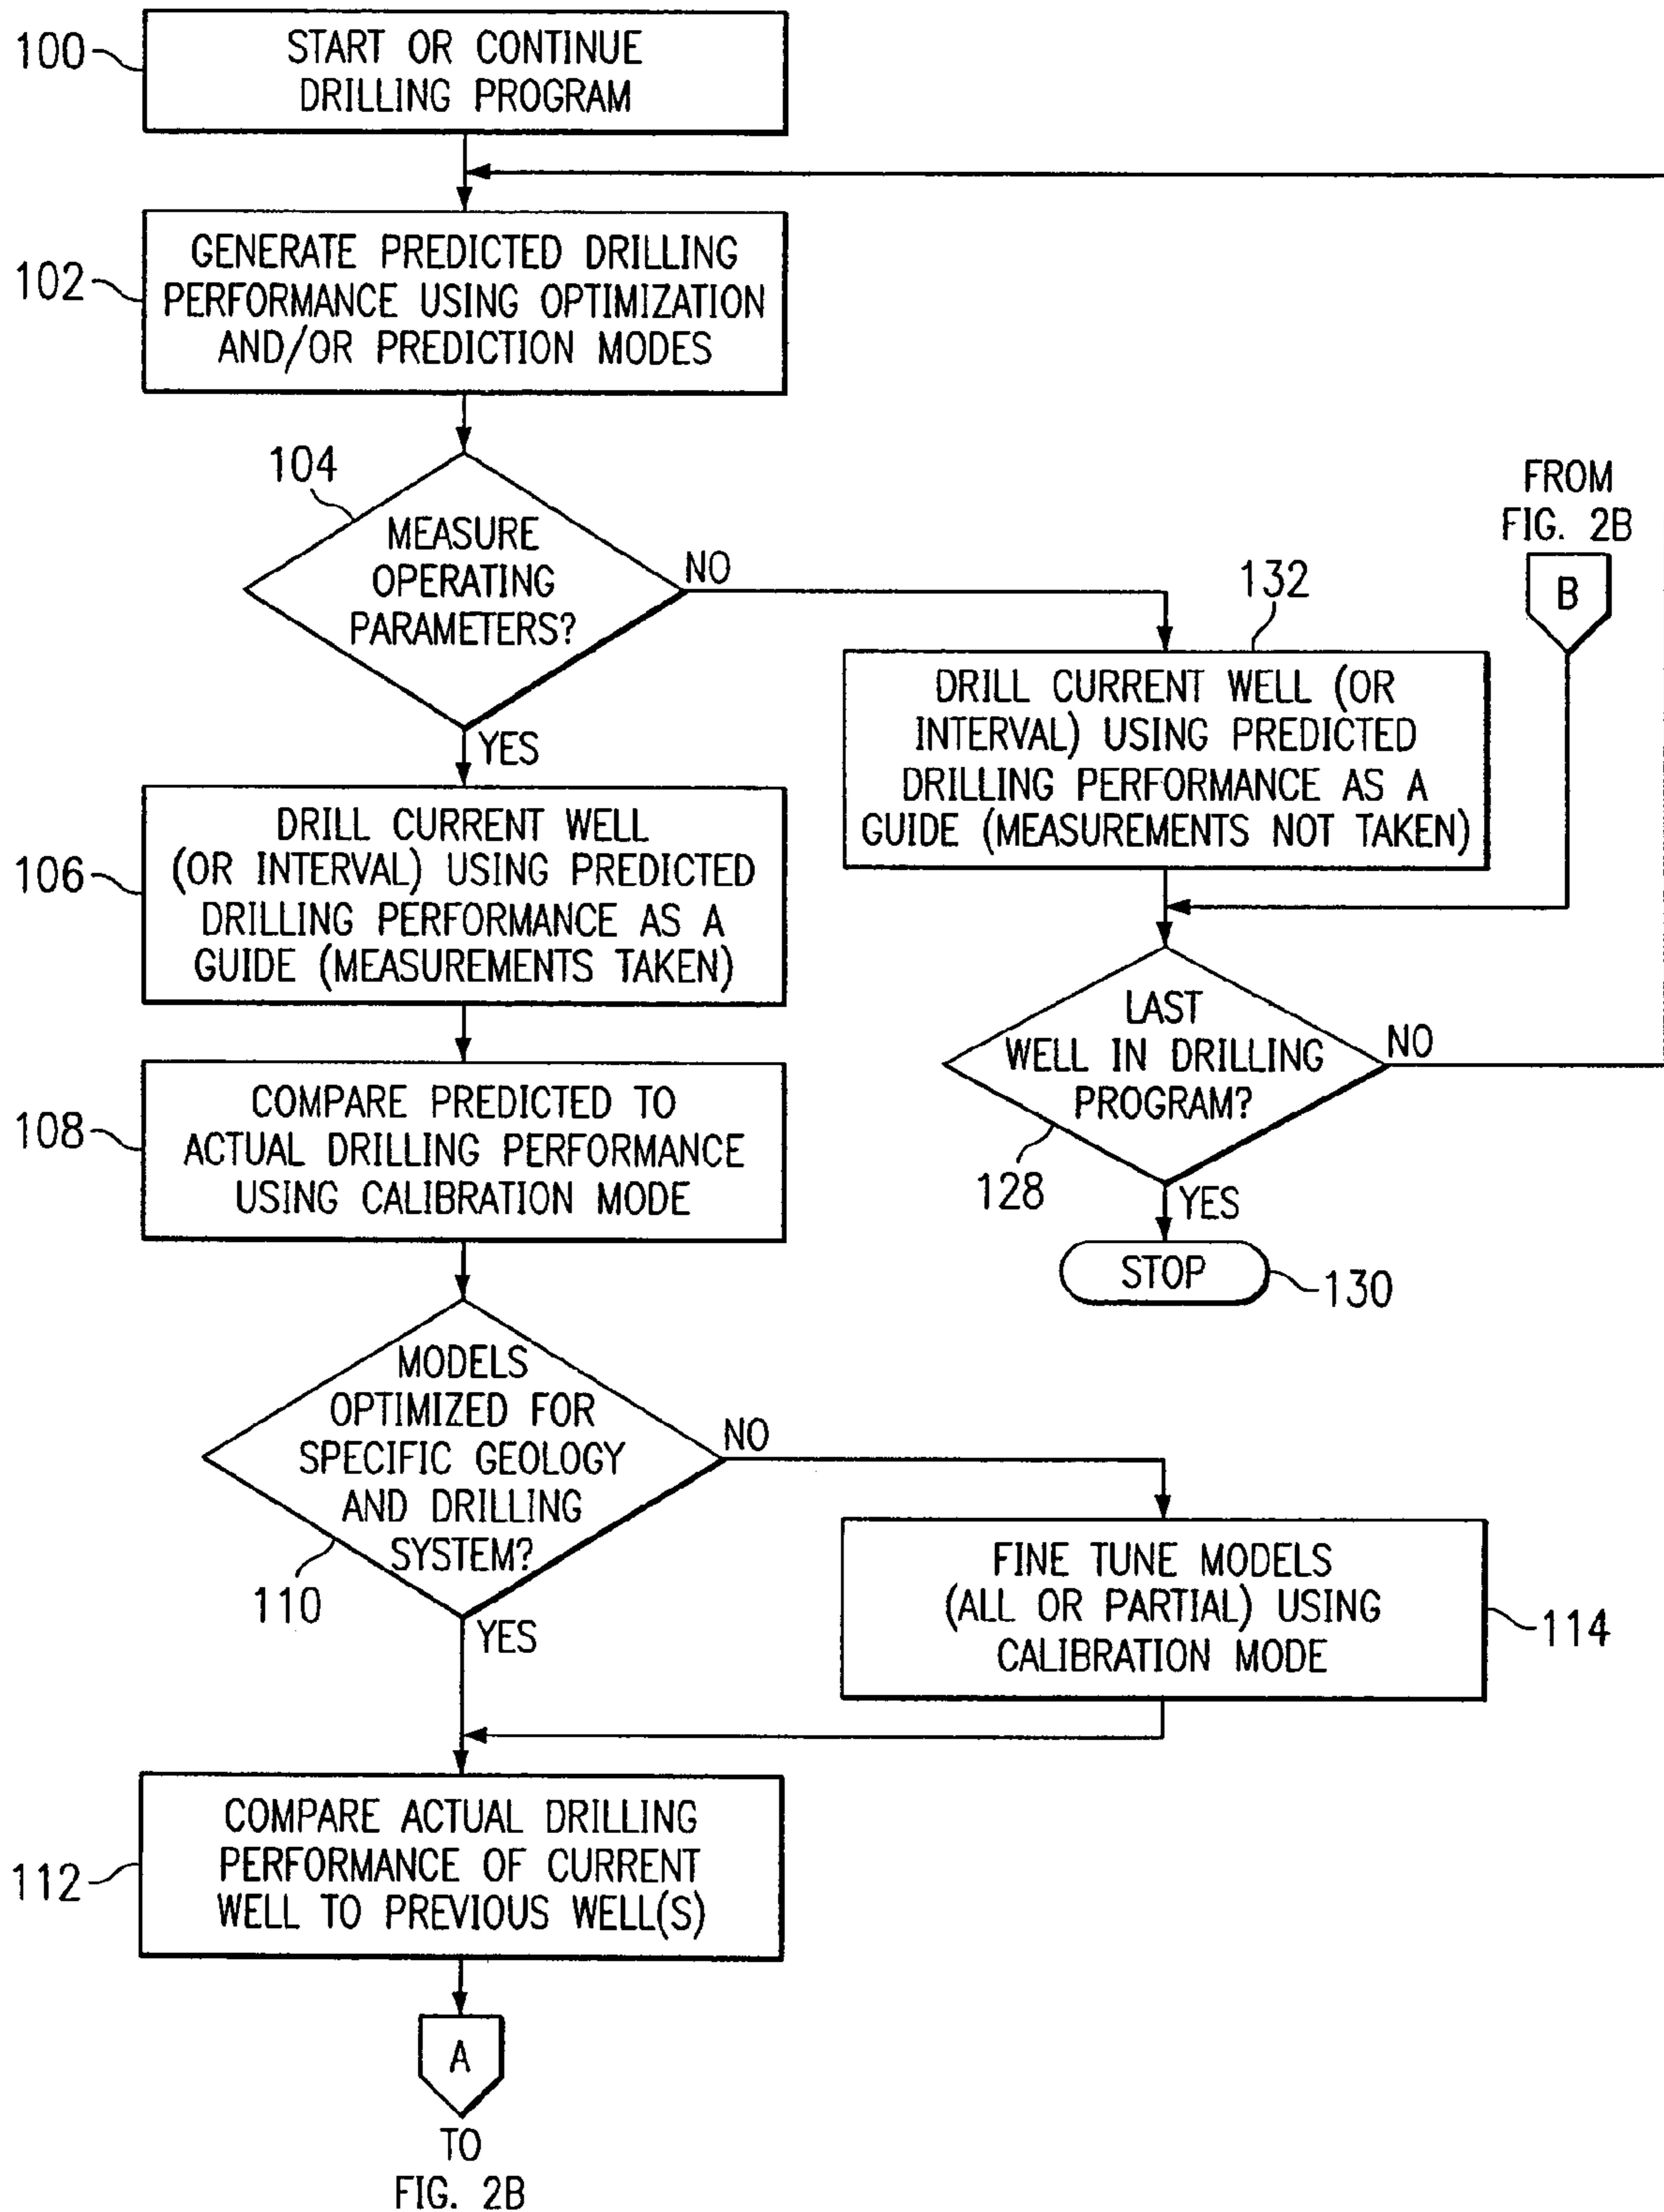 100
START OR CONTINUE
DRILLING PROGRAM
102
GENERATE PREDICTED DRILLING
PERFORMANCE USING OPTIMIZATION
AND/OR PREDICTION MODES
104
MEASURE
OPERATING
PARAMETERS?
NO
YES
FROM
FIG. 2B
B
132
DRILL CURRENT WELL (OR
INTERVAL) USING PREDICTED
DRILLING PERFORMANCE AS A
GUIDE (MEASUREMENTS NOT TAKEN)
106
DRILL CURRENT WELL
(OR INTERVAL) USING PREDICTED
DRILLING PERFORMANCE AS A
GUIDE (MEASUREMENTS TAKEN)
LAST
WELL IN DRILLING
PROGRAM?
NO
128
YES
STOP
130
108
COMPARE PREDICTED TO
ACTUAL DRILLING PERFORMANCE
USING CALIBRATION MODE
MODELS
OPTIMIZED FOR
SPECIFIC GEOLOGY
AND DRILLING
SYSTEM?
NO
110
YES
FINE TUNE MODELS
(ALL OR PARTIAL) USING
CALIBRATION MODE
114
112
COMPARE ACTUAL DRILLING
PERFORMANCE OF CURRENT
WELL TO PREVIOUS WELL(S)
A
TO
FIG. 2B